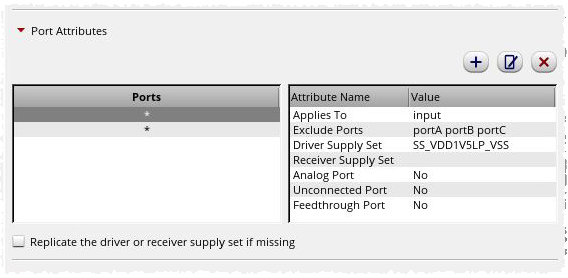 Port Attributes
Ports
*
*
Attribute Name Value
Applies To input
Exclude Ports portA portB portC
Driver Supply Set SS_VDD1V5LP_VSS
Receiver Supply Set
Analog Port No
Unconnected Port No
Feedthrough Port No
Replicate the driver or receiver supply set if missing